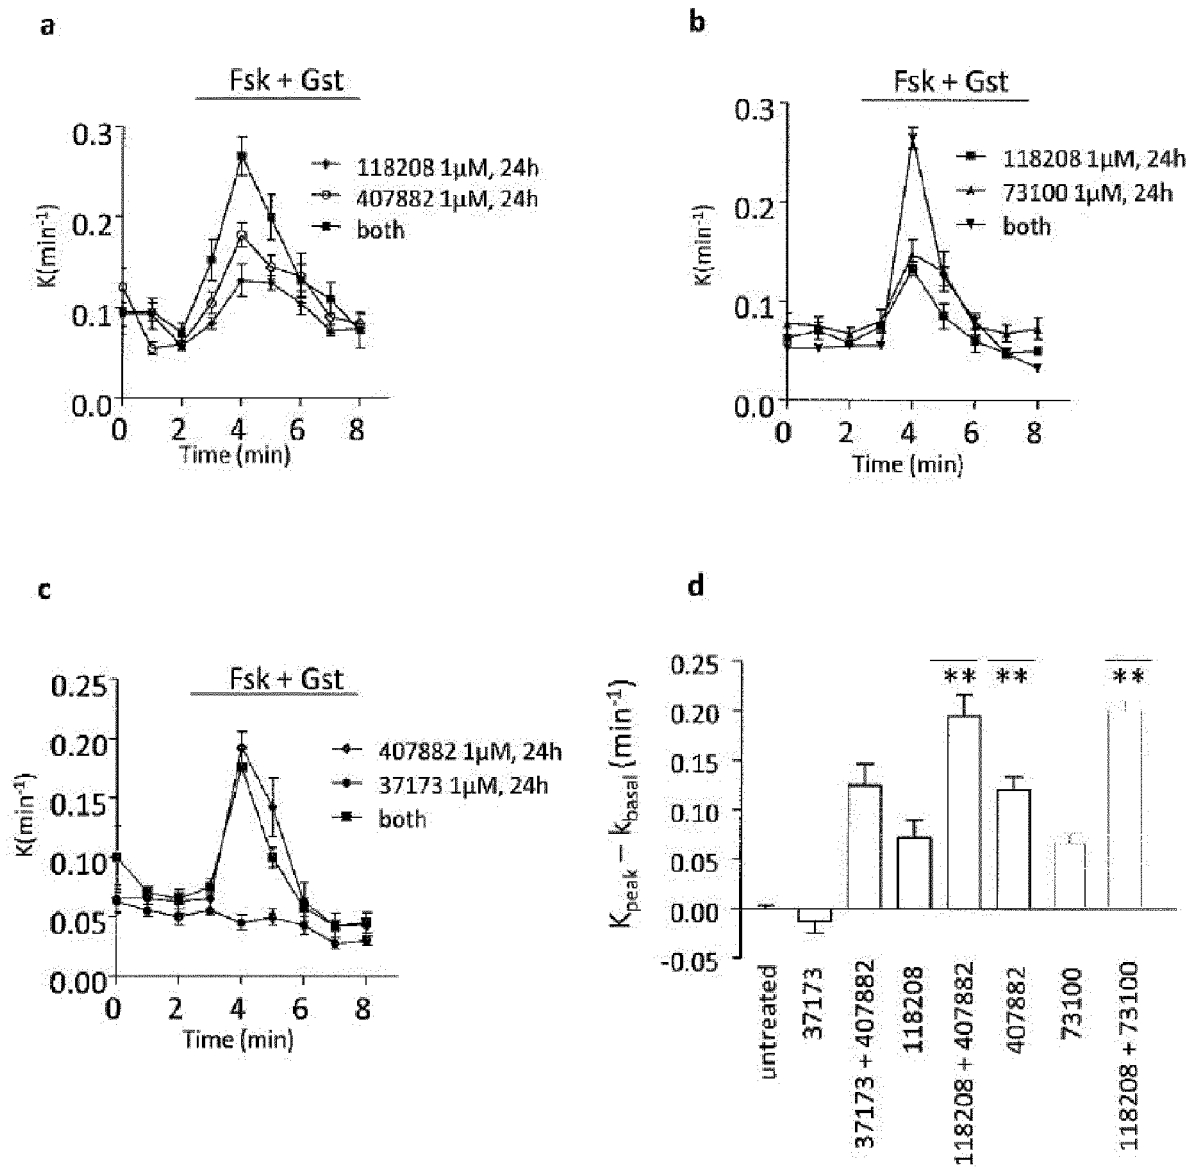 a
Fsk + Gst
0.3
0.2
0.1
0.0
K(min⁻¹)
0 2 4 6 8
Time (min)
118208 1µM, 24h
407882 1µM, 24h
both
b
Fsk + Gst
0.3
0.2
0.1
0.0
K(min⁻¹)
0 2 4 6 8
Time (min)
118208 1µM, 24h
73100 1µM, 24h
both
c
Fsk + Gst
0.25
0.20
0.15
0.10
0.05
0.00
K(min⁻¹)
0 2 4 6 8
Time (min)
407882 1µM, 24h
37173 1µM, 24h
both
d
0.25
0.20
0.15
0.10
0.05
0.00
-0.05
Kpeak – kbasal (min⁻¹)
** ** **
untreated
37173
37173 + 407882
118208
118208 + 407882
407882
73100
118208 + 73100